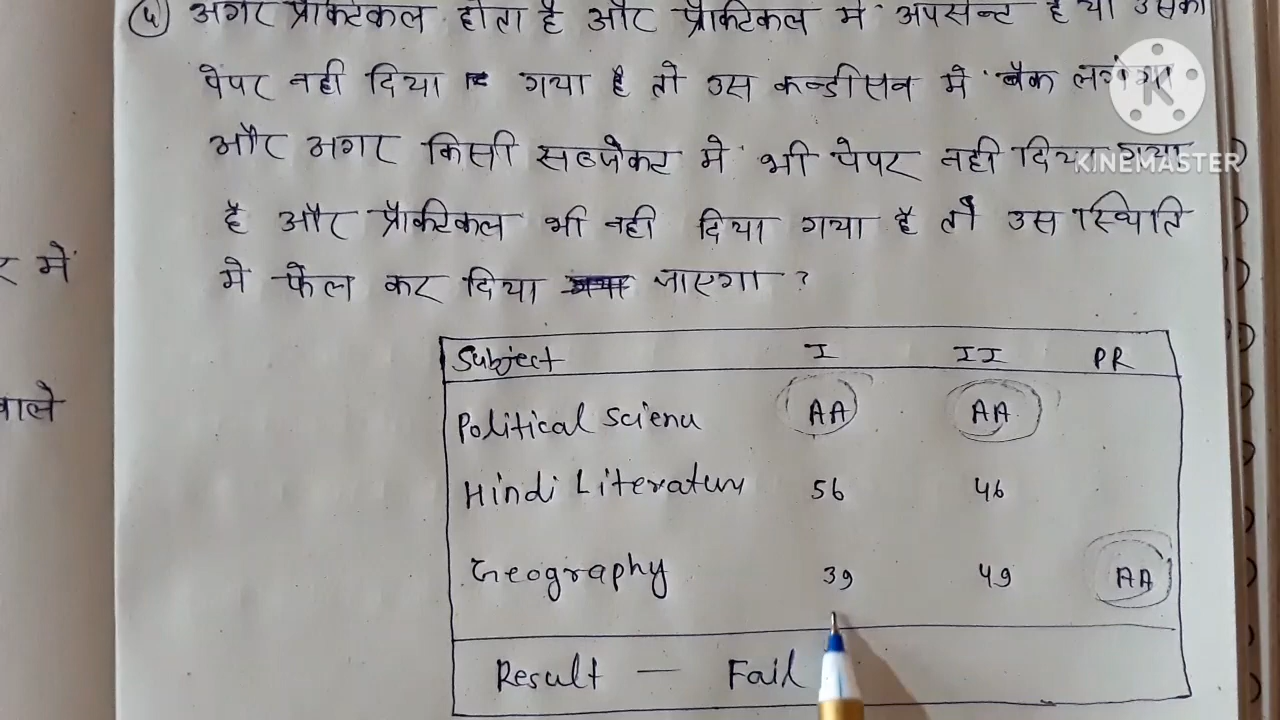 (५) अगर प्रैक्टिकल होता है और प्रैक्टिकल में अपसेन्ट है या उसका
पेपर नही दिया गया है तो उस कन्डीसन में बैक लगेगा
और अगर किसी सब्जेक्ट में भी पेपर नही दिया गया
है और प्रैक्टिकल भी नही दिया गया है तो उस स्थिति
में फेल कर दिया जाएगा ?
र में
वाले
KINEMASTER
Subject I II PR
Political Science AA AA
Hindi Literature 56 46
Geography 39 49 AA
Result — Fail